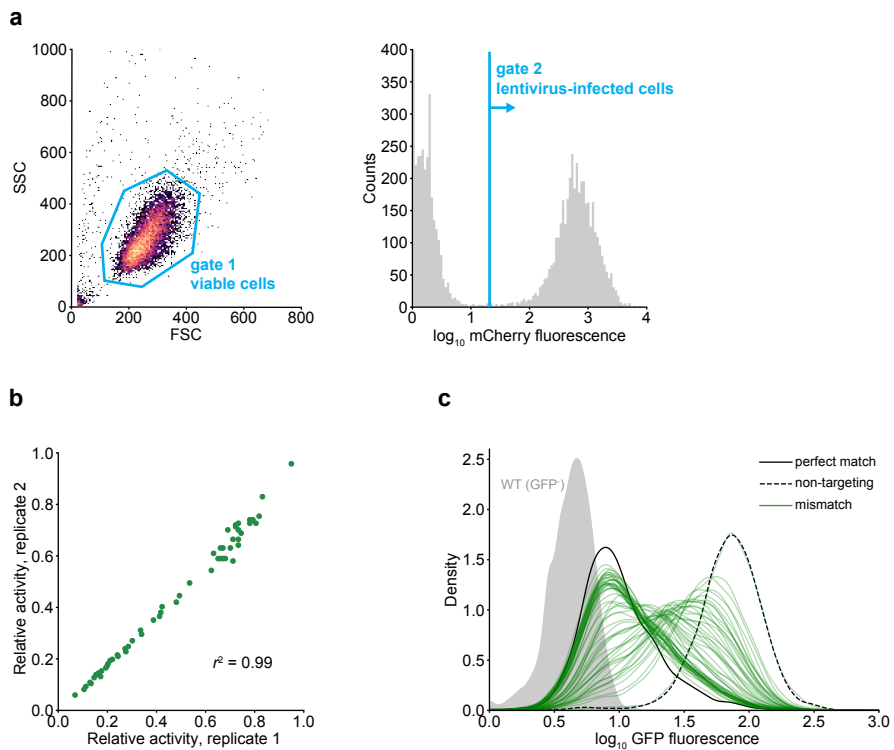 a
1000
800
600
400
200
0
SSC
0
200
400
600
800
FSC
gate 1
viable cells
400
350
300
250
200
150
100
50
0
Counts
gate 2
lentivirus-infected cells
0
1
2
3
4
log₁₀ mCherry fluorescence
b
1.0
0.8
0.6
0.4
0.2
0.0
Relative activity, replicate 2
r² = 0.99
0.0
0.2
0.4
0.6
0.8
1.0
Relative activity, replicate 1
c
2.5
2.0
1.5
1.0
0.5
0.0
Density
WT (GFP⁻)
perfect match
non-targeting
mismatch
0.0
0.5
1.0
1.5
2.0
2.5
3.0
log₁₀ GFP fluorescence